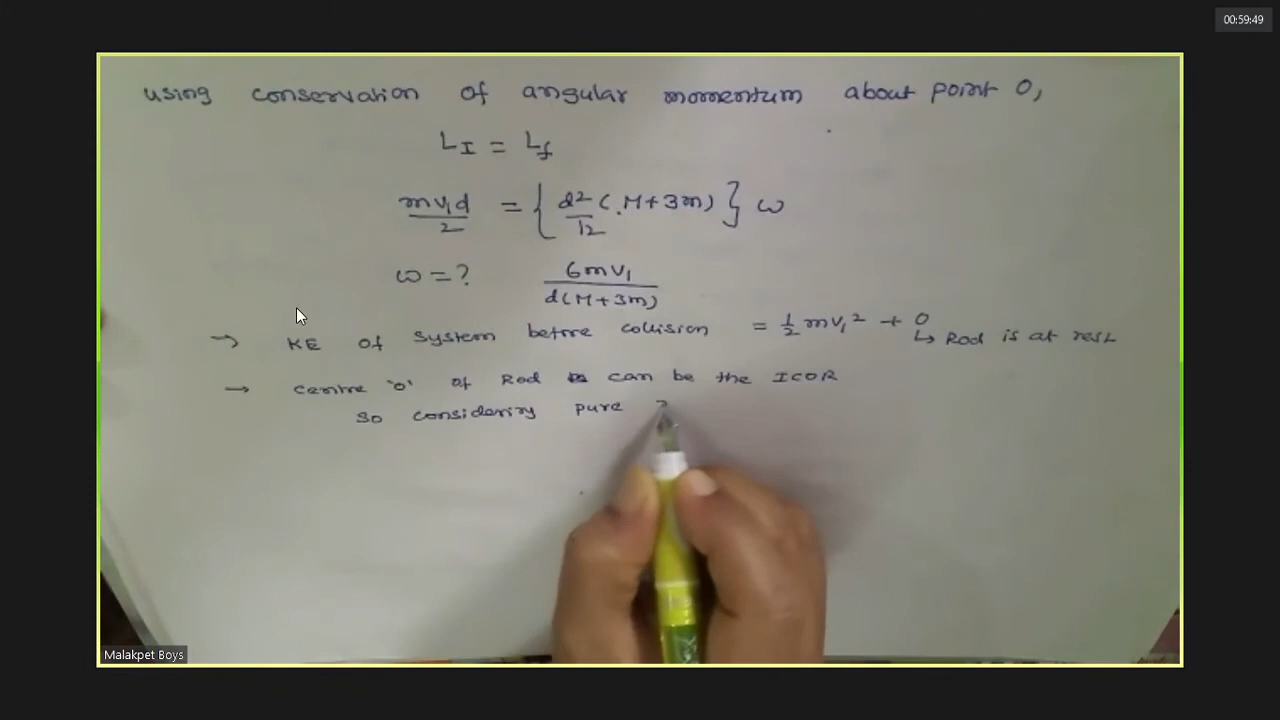 00:59:49
using conservation of angular momentum about point O,
L_I = L_f
mv₁d/2 = { d²/12 (M+3m) } ω
ω = ? 6mv₁/d(M+3m)
→ KE of system before collision = ½mv₁² + 0
↳ Rod is at rest
→ centre 'o' of Rod can be the ICOR
so considering pure
Malakpet Boys